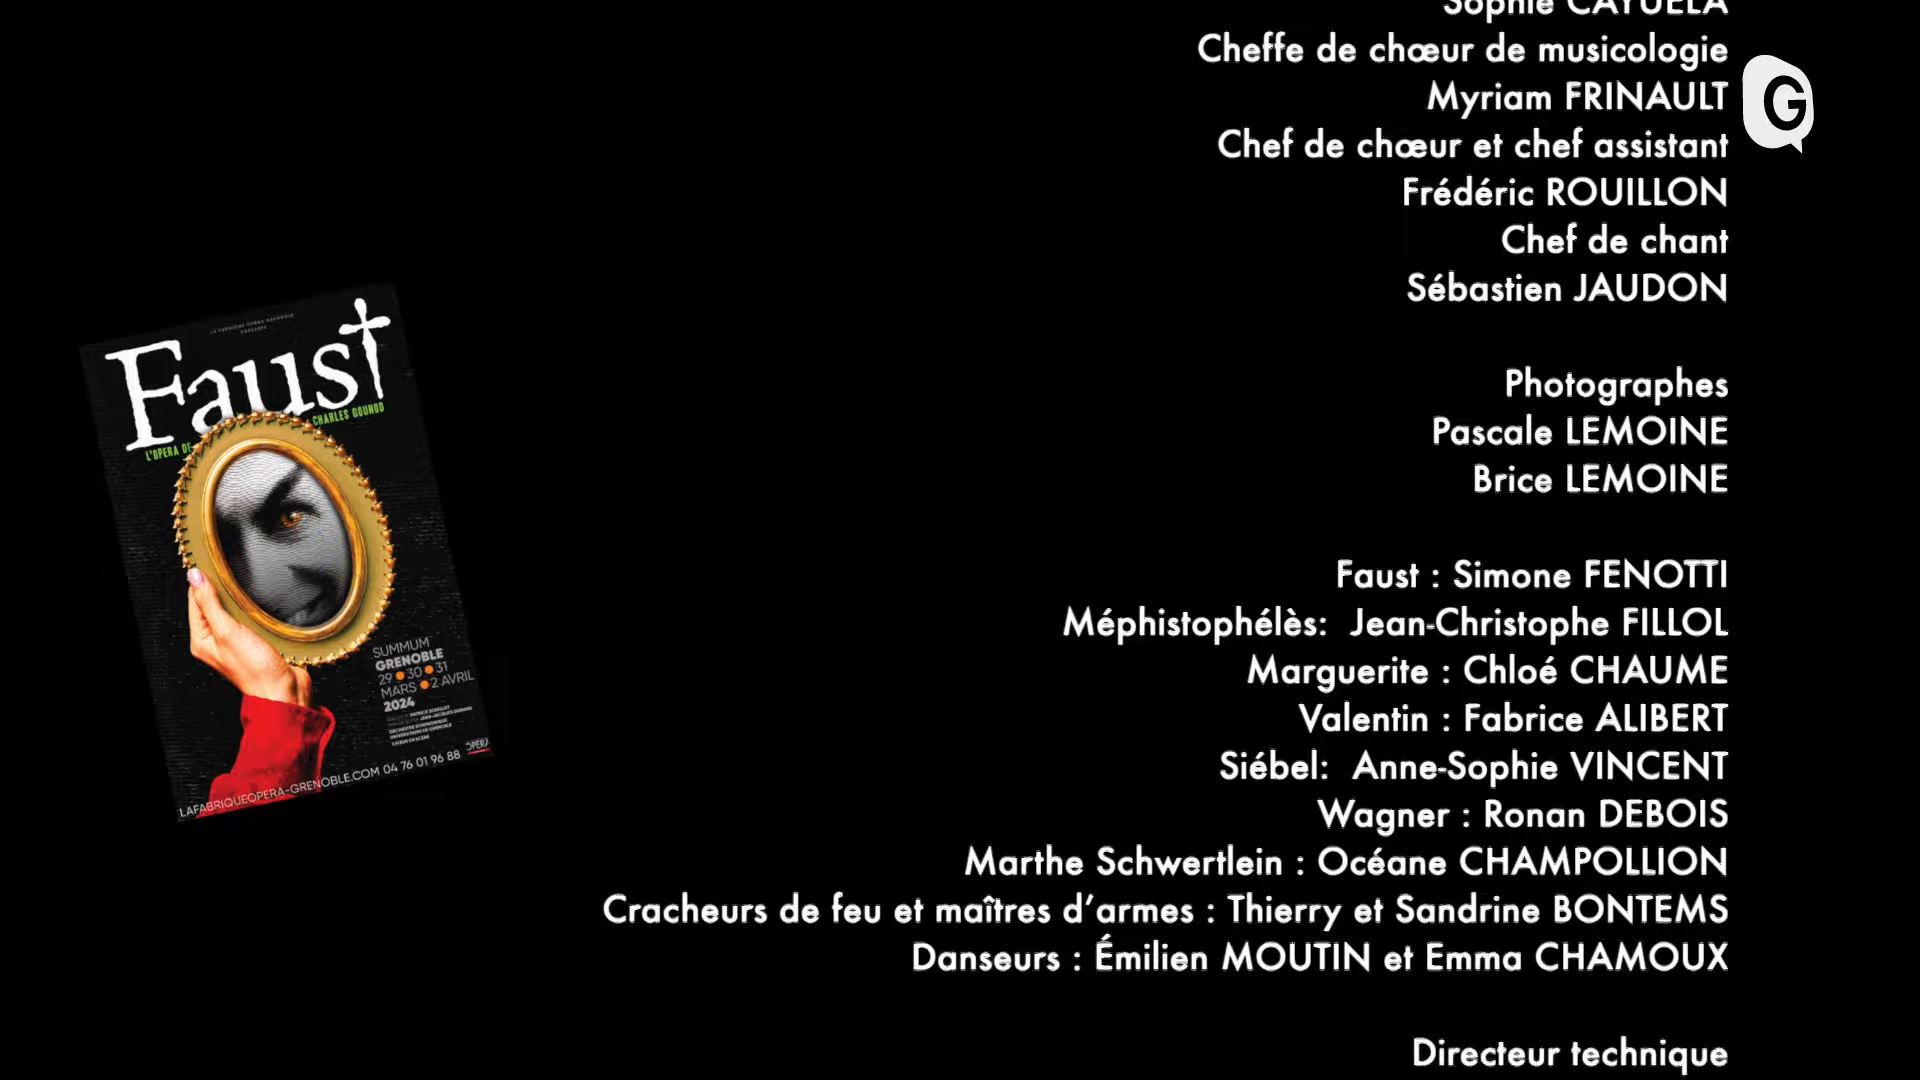 Sophie CAYUELA
Cheffe de chœur de musicologie
Myriam FRINAULT
Chef de chœur et chef assistant
Frédéric ROUILLON
Chef de chant
Sébastien JAUDON
Photographes
Pascale LEMOINE
Brice LEMOINE
Faust : Simone FENOTTI
Méphistophélès: Jean-Christophe FILLOL
Marguerite : Chloé CHAUME
Valentin : Fabrice ALIBERT
Siébel: Anne-Sophie VINCENT
Wagner : Ronan DEBOIS
Marthe Schwertlein : Océane CHAMPOLLION
Cracheurs de feu et maîtres d’armes : Thierry et Sandrine BONTEMS
Danseurs : Émilien MOUTIN et Emma CHAMOUX
Directeur technique
G
Faust
L'OPERA DE CHARLES GOUNOD
SUMMUM
GRENOBLE
29 • 30 • 31
MARS • 2 AVRIL
2024
LAFABRIQUEOPERA-GRENOBLE.COM 04 76 01 96 88
OPERA